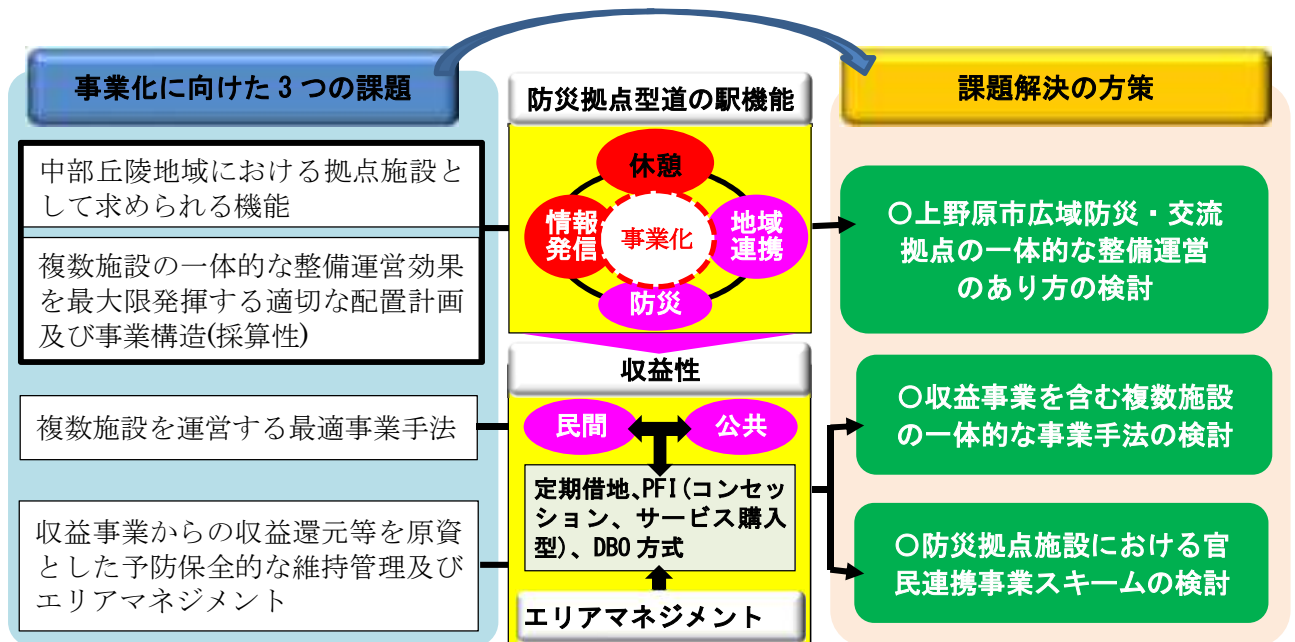 事業化に向けた3つの課題
中部丘陵地域における拠点施設と
して求められる機能
複数施設の一体的な整備運営効果
を最大限発揮する適切な配置計画
及び事業構造(採算性)
複数施設を運営する最適事業手法
収益事業からの収益還元等を原資
とした予防保全的な維持管理及び
エリアマネジメント
防災拠点型道の駅機能
休憩
情報
発信
事業化
地域
連携
防災
収益性
民間
公共
定期借地、PFI(コンセッ
ション、サービス購入
型)、DBO方式
エリアマネジメント
課題解決の方策
○上野原市広域防災・交流
拠点の一体的な整備運営
のあり方の検討
○収益事業を含む複数施設
の一体的な事業手法の検討
○防災拠点施設における官
民連携事業スキームの検討